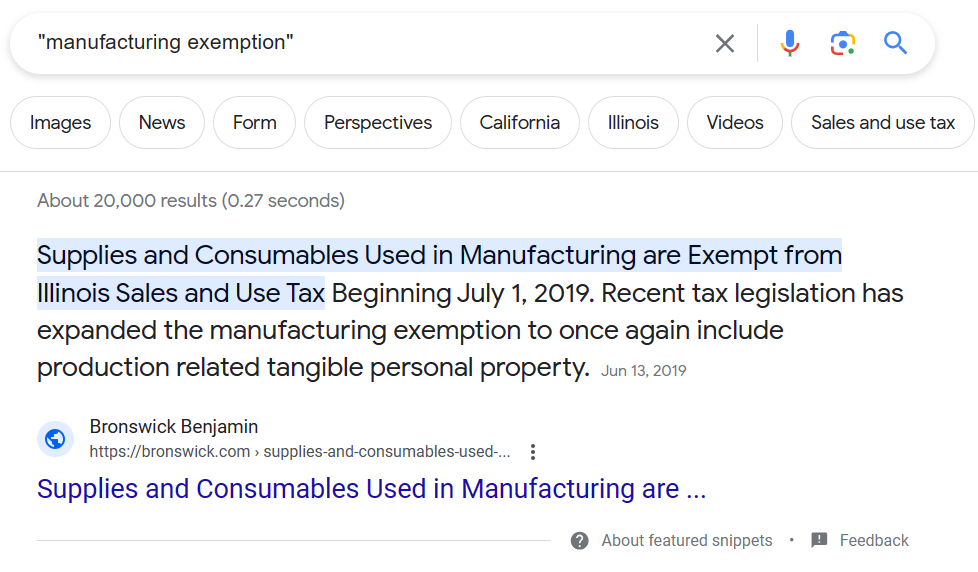 "manufacturing exemption"
Images News Form Perspectives California Illinois Videos Sales and use tax
About 20,000 results (0.27 seconds)
Supplies and Consumables Used in Manufacturing are Exempt from
Illinois Sales and Use Tax Beginning July 1, 2019. Recent tax legislation has
expanded the manufacturing exemption to once again include
production related tangible personal property. Jun 13, 2019
Bronswick Benjamin
https://bronswick.com › supplies-and-consumables-used-...
Supplies and Consumables Used in Manufacturing are ...
About featured snippets • Feedback